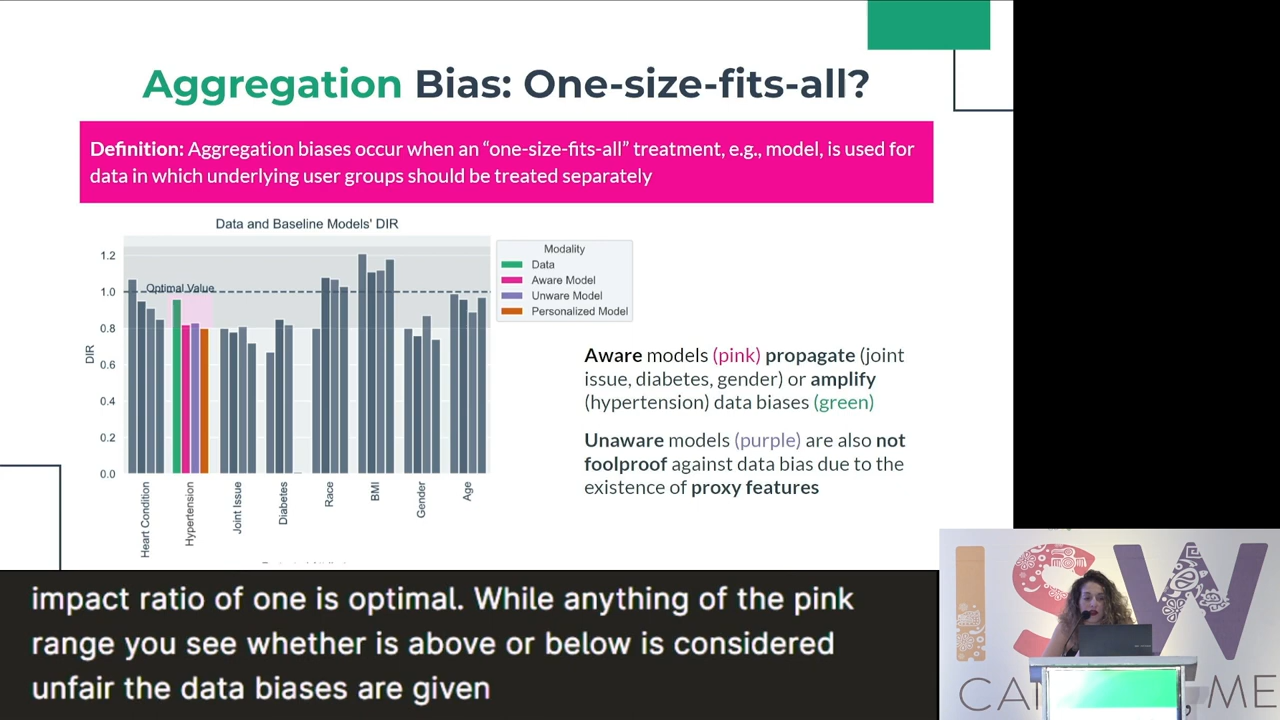 Aggregation Bias: One-size-fits-all?
Definition: Aggregation biases occur when an “one-size-fits-all” treatment, e.g., model, is used for
data in which underlying user groups should be treated separately
Data and Baseline Models' DIR
DIR
1.2
1.0
0.8
0.6
0.4
0.2
0.0
Optimal Value
Heart Condition
Hypertension
Joint Issue
Diabetes
Race
BMI
Gender
Age
Modality
Data
Aware Model
Unware Model
Personalized Model
Aware models (pink) propagate (joint
issue, diabetes, gender) or amplify
(hypertension) data biases (green)
Unaware models (purple) are also not
foolproof against data bias due to the
existence of proxy features
impact ratio of one is optimal. While anything of the pink
range you see whether is above or below is considered
unfair the data biases are given
ISW
CA
, ME